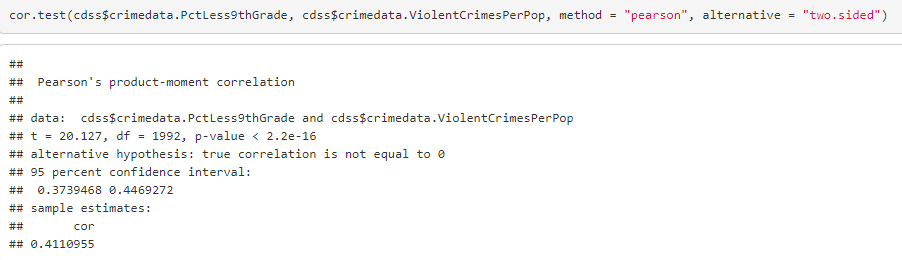 cor.test(cdss$crimedata.PctLess9thGrade, cdss$crimedata.ViolentCrimesPerPop, method = "pearson", alternative = "two.sided")
##
##  Pearson's product-moment correlation
##
## data:  cdss$crimedata.PctLess9thGrade and cdss$crimedata.ViolentCrimesPerPop
## t = 20.127, df = 1992, p-value < 2.2e-16
## alternative hypothesis: true correlation is not equal to 0
## 95 percent confidence interval:
##  0.3739468 0.4469272
## sample estimates:
##       cor
## 0.4110955